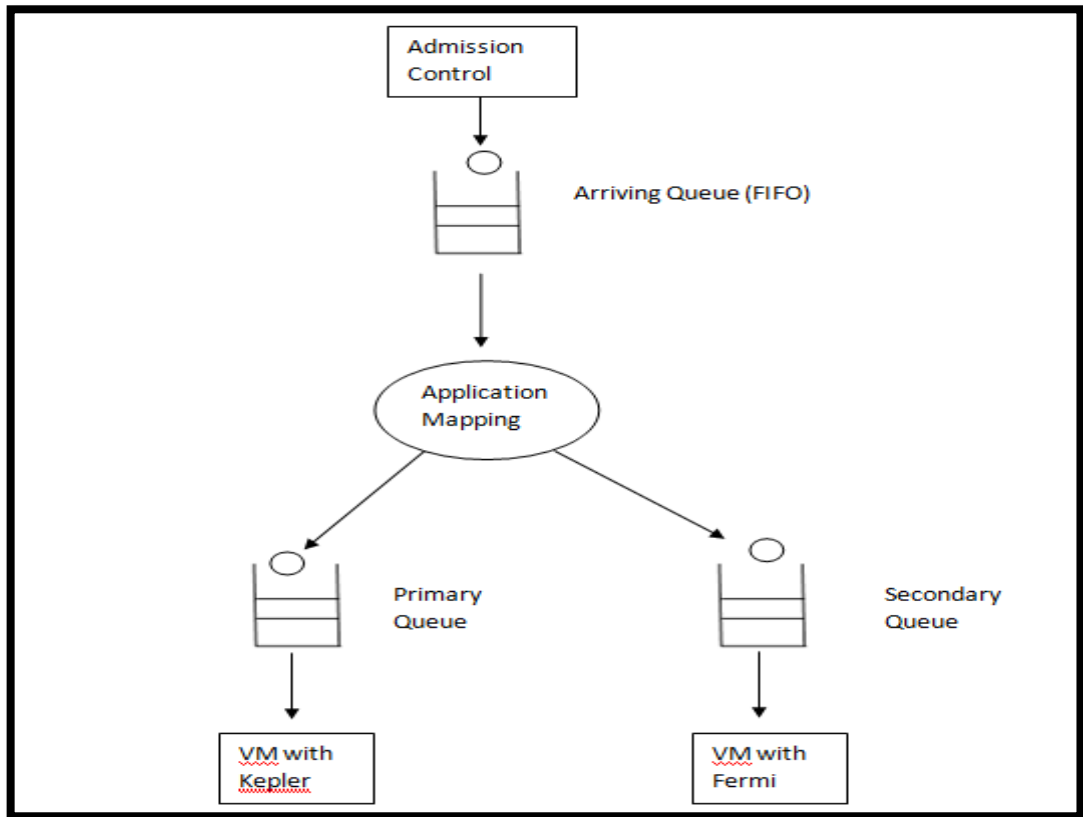 Admission
Control
Arriving Queue (FIFO)
Application
Mapping
Primary
Queue
Secondary
Queue
VM with
Kepler
VM with
Fermi